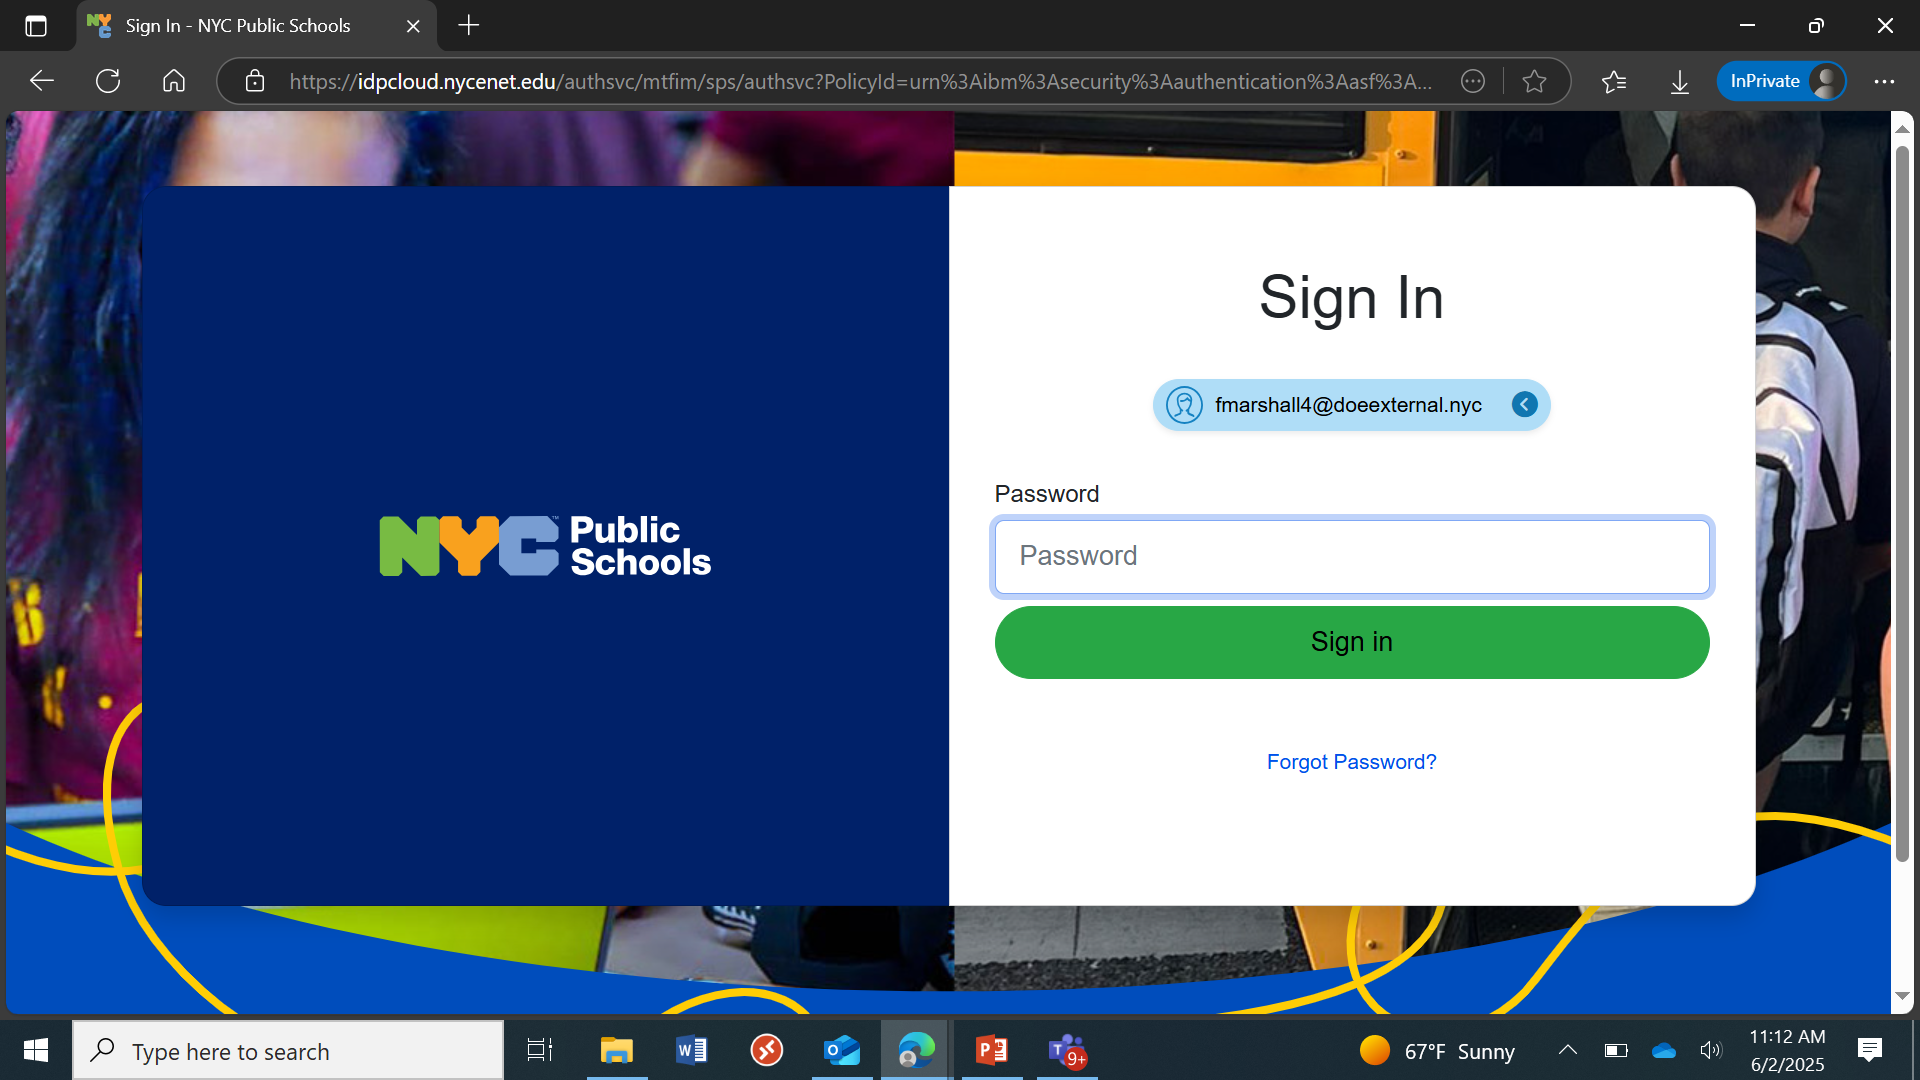 Sign In - NYC Public Schools
https://idpcloud.nycenet.edu/authsvc/mtfim/sps/authsvc?PolicyId=urn%3Aibm%3Asecurity%3Aauthentication%3Aasf%3A...
InPrivate
Sign In
fmarshall4@doeexternal.nyc
Password
Password
Sign in
Forgot Password?
NYC Public
Schools
Type here to search
67°F Sunny
11:12 AM
6/2/2025
9+